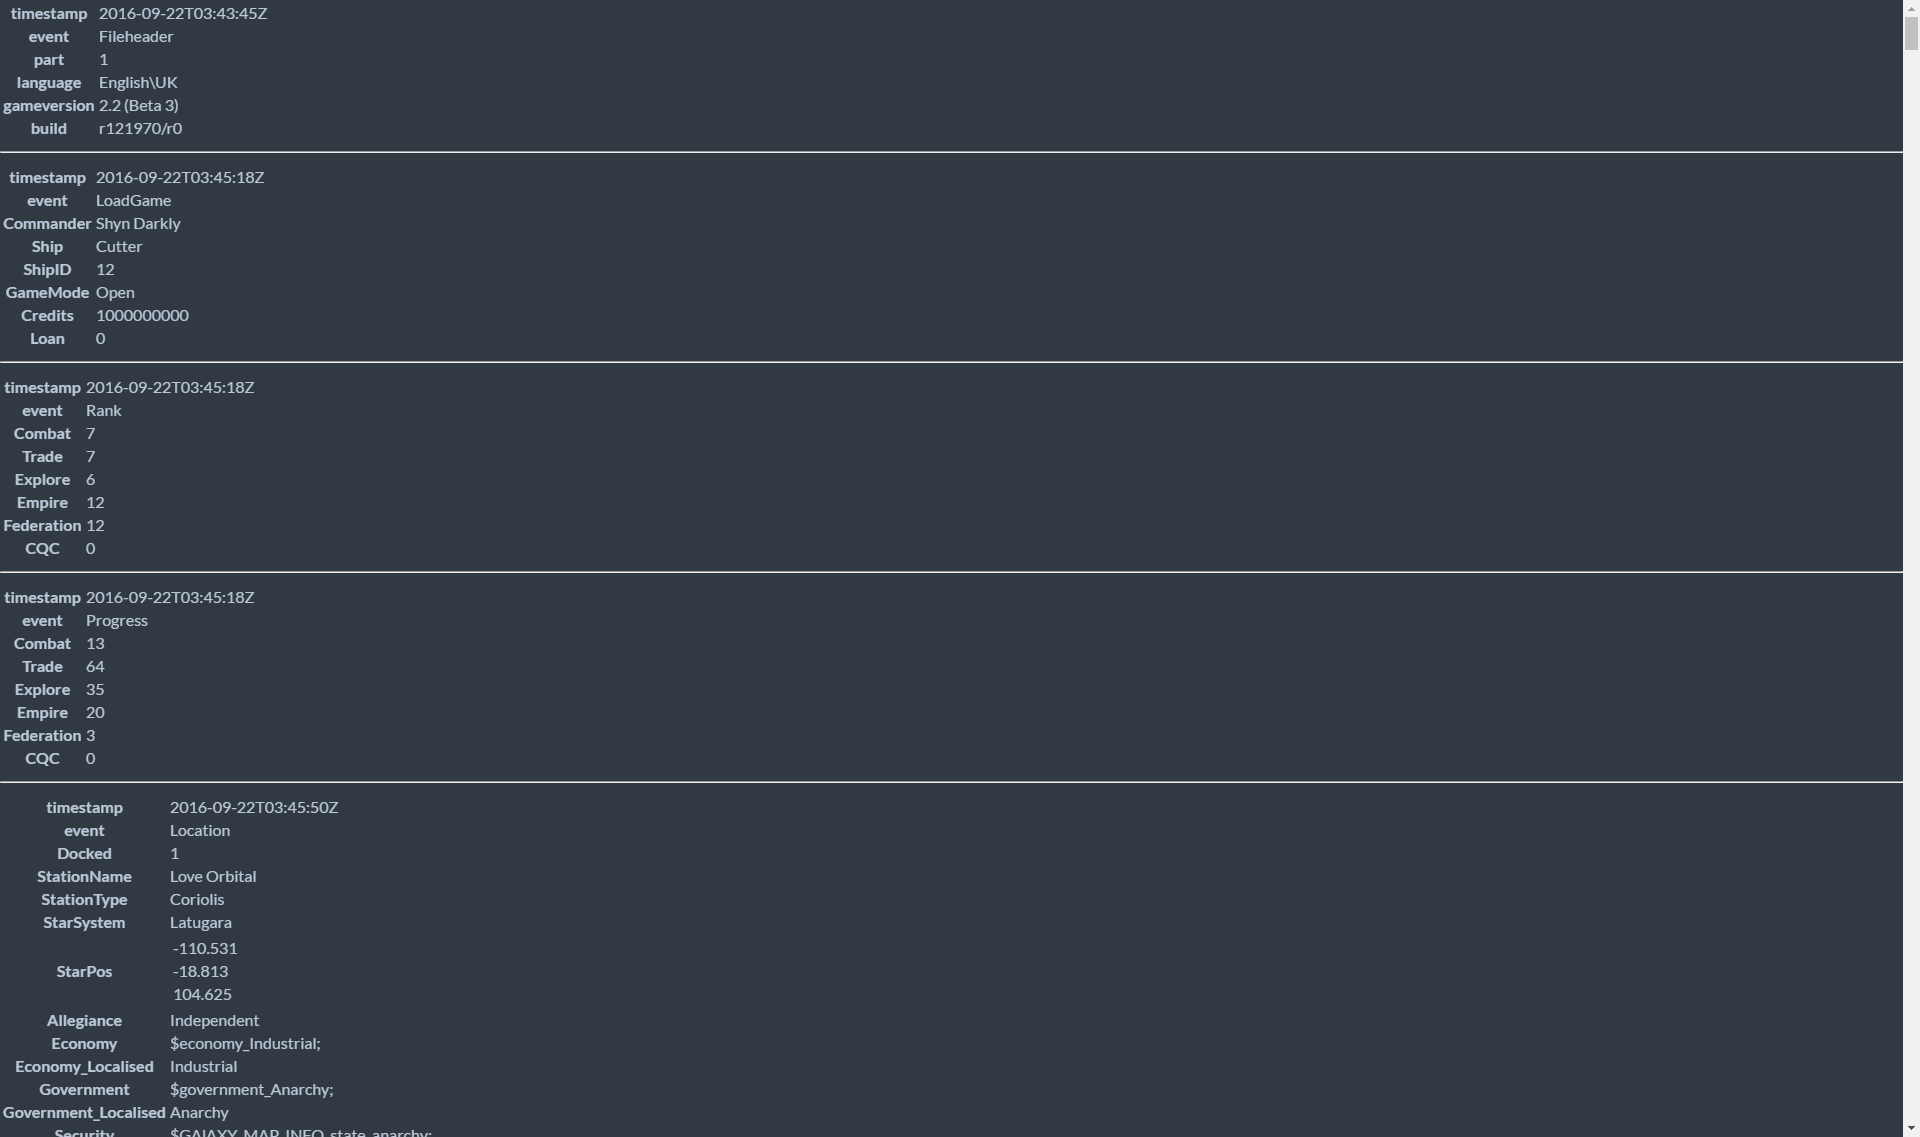 timestamp 2016-09-22T03:43:45Z
event Fileheader
part 1
language English\UK
gameversion 2.2 (Beta 3)
build r121970/r0
timestamp 2016-09-22T03:45:18Z
event LoadGame
Commander Shyn Darkly
Ship Cutter
ShipID 12
GameMode Open
Credits 1000000000
Loan 0
timestamp 2016-09-22T03:45:18Z
event Rank
Combat 7
Trade 7
Explore 6
Empire 12
Federation 12
CQC 0
timestamp 2016-09-22T03:45:18Z
event Progress
Combat 13
Trade 64
Explore 35
Empire 20
Federation 3
CQC 0
timestamp 2016-09-22T03:45:50Z
event Location
Docked 1
StationName Love Orbital
StationType Coriolis
StarSystem Latugara
-110.531
StarPos -18.813
104.625
Allegiance Independent
Economy $economy_Industrial;
Economy_Localised Industrial
Government $government_Anarchy;
Government_Localised Anarchy
Security $GAlAXY_MAP_INFO_state_anarchy;